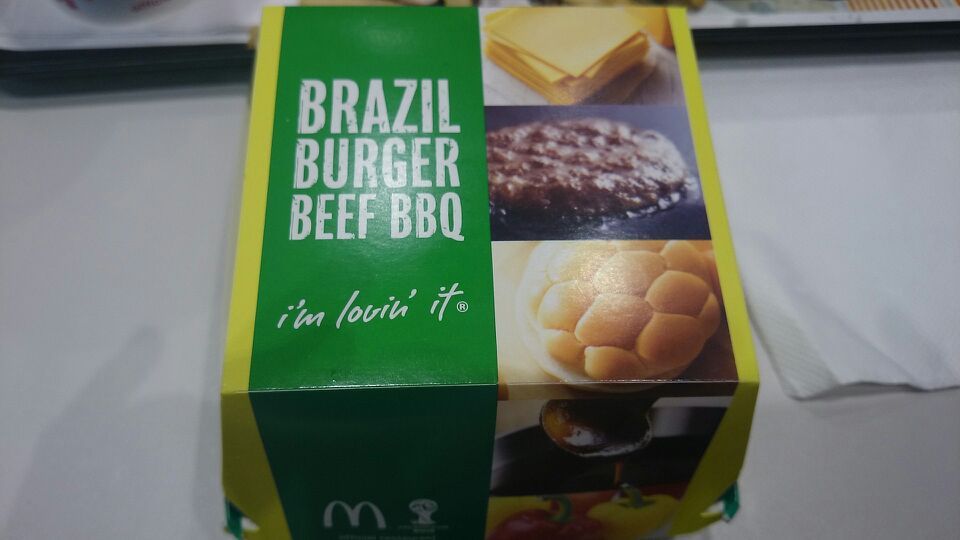 BRAZIL
BURGER
BEEF BBQ
i'm lovin' it®